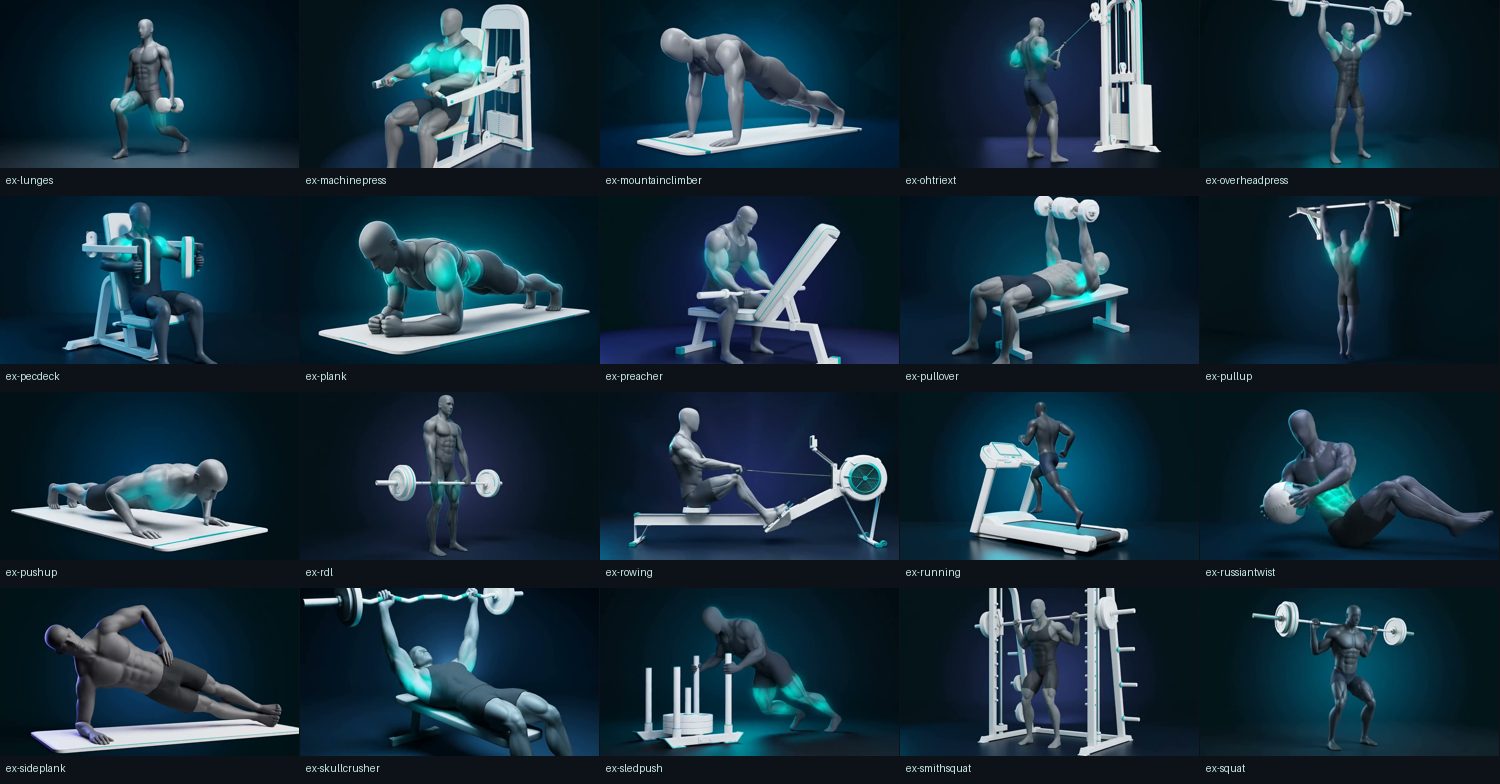 ex-lunges
ex-machinepress
ex-mountainclimber
ex-ohtriext
ex-overheadpress
ex-pecdeck
ex-plank
ex-preacher
ex-pullover
ex-pullup
ex-pushup
ex-rdl
ex-rowing
ex-running
ex-russiantwist
ex-sideplank
ex-skullcrusher
ex-sledpush
ex-smithsquat
ex-squat